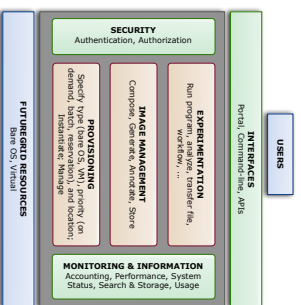 SECURITY
Authentication, Authorization
FUTUREGRID RESOURCES
Bare OS, Virtual
PROVISIONING
Specify type (bare OS, VM), priority (on
demand, batch, reservation), and location;
Instantiate; Manage
IMAGE MANAGEMENT
Compose, Generate, Annotate, Store
EXPERIMENTATION
Run program, analyze, transfer file,
workflow, ...
INTERFACES
Portal, Command-line, APIs
USERS
MONITORING & INFORMATION
Accounting, Performance, System
Status, Search & Storage, Usage